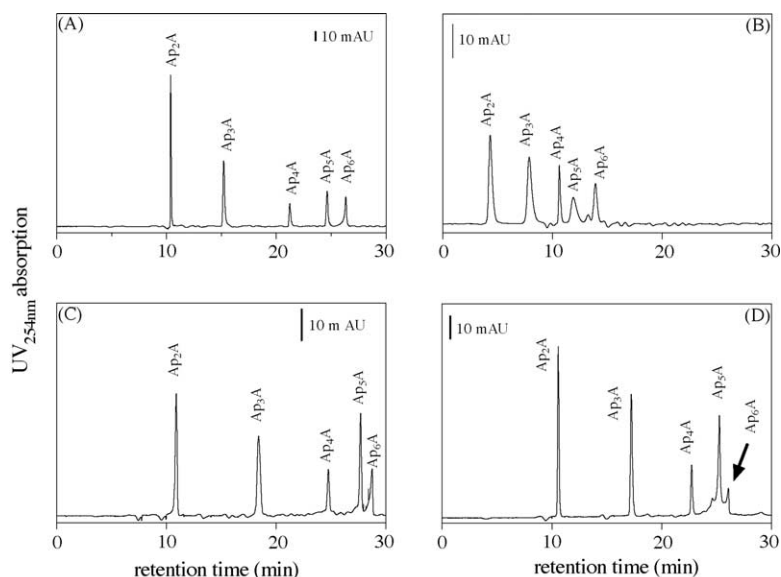 (A)
10 mAU
Ap2A
Ap3A
Ap4A
Ap5A
Ap6A
0 10 20 30
(B)
10 mAU
Ap2A
Ap3A
Ap4A
Ap5A
Ap6A
0 10 20 30
UV254nm absorption
(C)
10 m AU
Ap2A
Ap3A
Ap4A
Ap5A
Ap6A
0 10 20 30
retention time (min)
(D)
10 mAU
Ap2A
Ap3A
Ap4A
Ap5A
Ap6A
0 10 20 30
retention time (min)